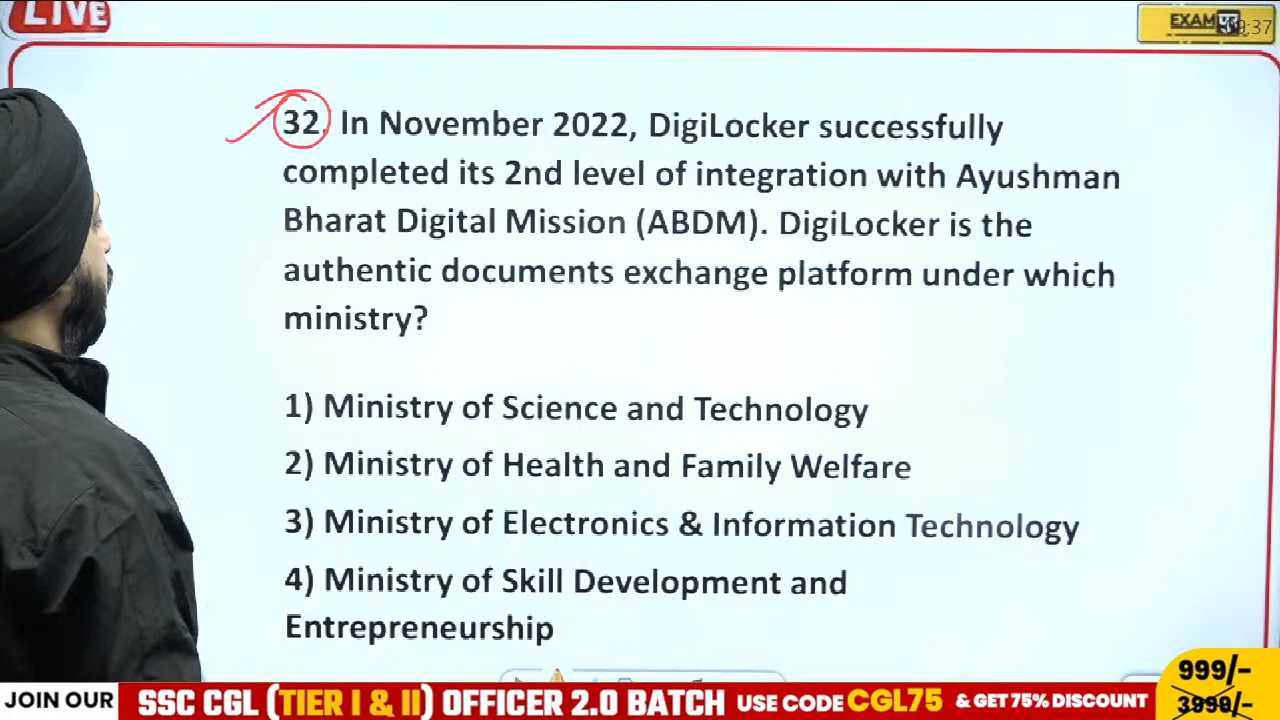 LIVE
EXAM
09:37
32. In November 2022, DigiLocker successfully
completed its 2nd level of integration with Ayushman
Bharat Digital Mission (ABDM). DigiLocker is the
authentic documents exchange platform under which
ministry?
1) Ministry of Science and Technology
2) Ministry of Health and Family Welfare
3) Ministry of Electronics & Information Technology
4) Ministry of Skill Development and
Entrepreneurship
JOIN OUR SSC CGL (TIER I & II) OFFICER 2.0 BATCH USE CODE CGL75 & GET 75% DISCOUNT
999/-
3999/-